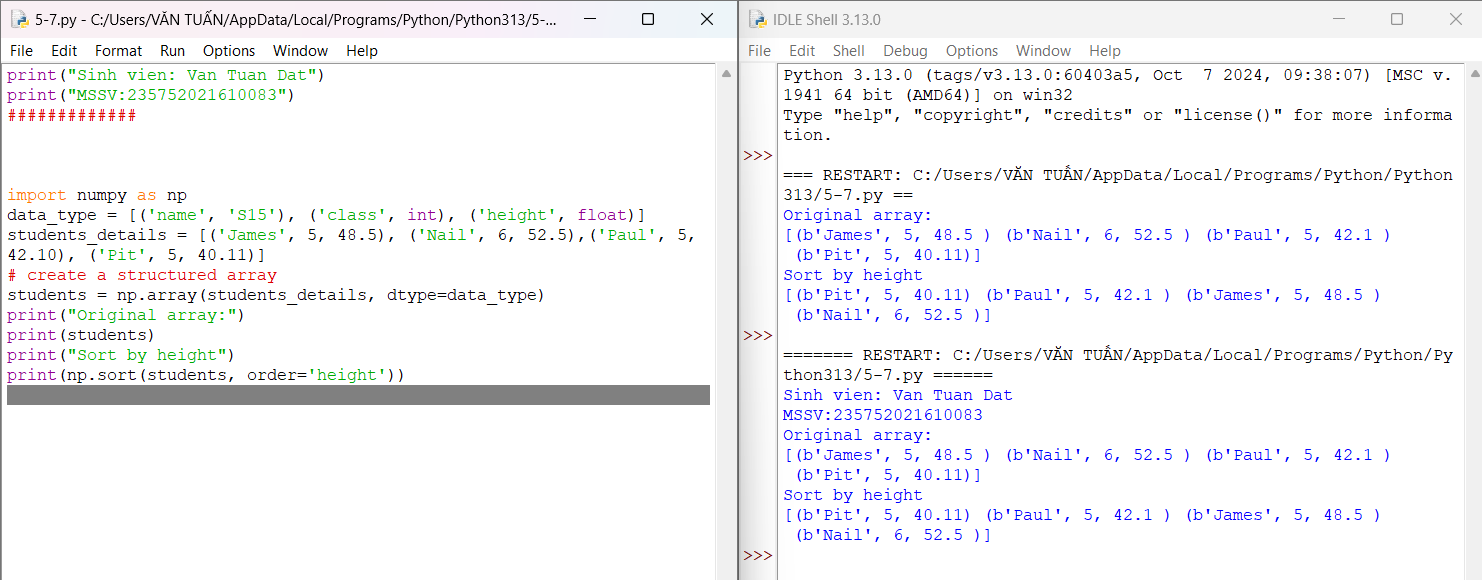 5-7.py - C:/Users/VĂN TUẤN/AppData/Local/Programs/Python/Python313/5-...
File Edit Format Run Options Window Help
print("Sinh vien: Van Tuan Dat")
print("MSSV:235752021610083")
#############
import numpy as np
data_type = [('name', 'S15'), ('class', int), ('height', float)]
students_details = [('James', 5, 48.5), ('Nail', 6, 52.5),('Paul', 5,
42.10), ('Pit', 5, 40.11)]
# create a structured array
students = np.array(students_details, dtype=data_type)
print("Original array:")
print(students)
print("Sort by height")
print(np.sort(students, order='height'))
IDLE Shell 3.13.0
File Edit Shell Debug Options Window Help
Python 3.13.0 (tags/v3.13.0:60403a5, Oct  7 2024, 09:38:07) [MSC v.
1941 64 bit (AMD64)] on win32
Type "help", "copyright", "credits" or "license()" for more informa
tion.
>>>
=== RESTART: C:/Users/VĂN TUẤN/AppData/Local/Programs/Python/Python
313/5-7.py ==
Original array:
[(b'James', 5, 48.5 ) (b'Nail', 6, 52.5 ) (b'Paul', 5, 42.1 )
 (b'Pit', 5, 40.11)]
Sort by height
[(b'Pit', 5, 40.11) (b'Paul', 5, 42.1 ) (b'James', 5, 48.5 )
 (b'Nail', 6, 52.5 )]
>>>
======= RESTART: C:/Users/VĂN TUẤN/AppData/Local/Programs/Python/Py
thon313/5-7.py ======
Sinh vien: Van Tuan Dat
MSSV:235752021610083
Original array:
[(b'James', 5, 48.5 ) (b'Nail', 6, 52.5 ) (b'Paul', 5, 42.1 )
 (b'Pit', 5, 40.11)]
Sort by height
[(b'Pit', 5, 40.11) (b'Paul', 5, 42.1 ) (b'James', 5, 48.5 )
 (b'Nail', 6, 52.5 )]
>>>